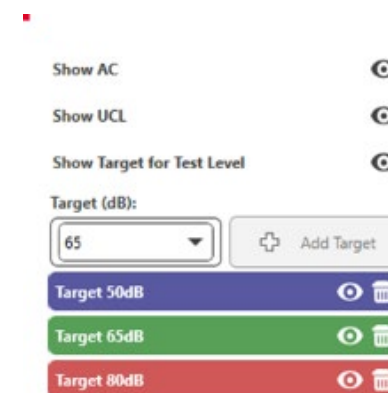 Show AC
Show UCL
Show Target for Test Level
Target (dB):
65 Add Target
Target 50dB
Target 65dB
Target 80dB